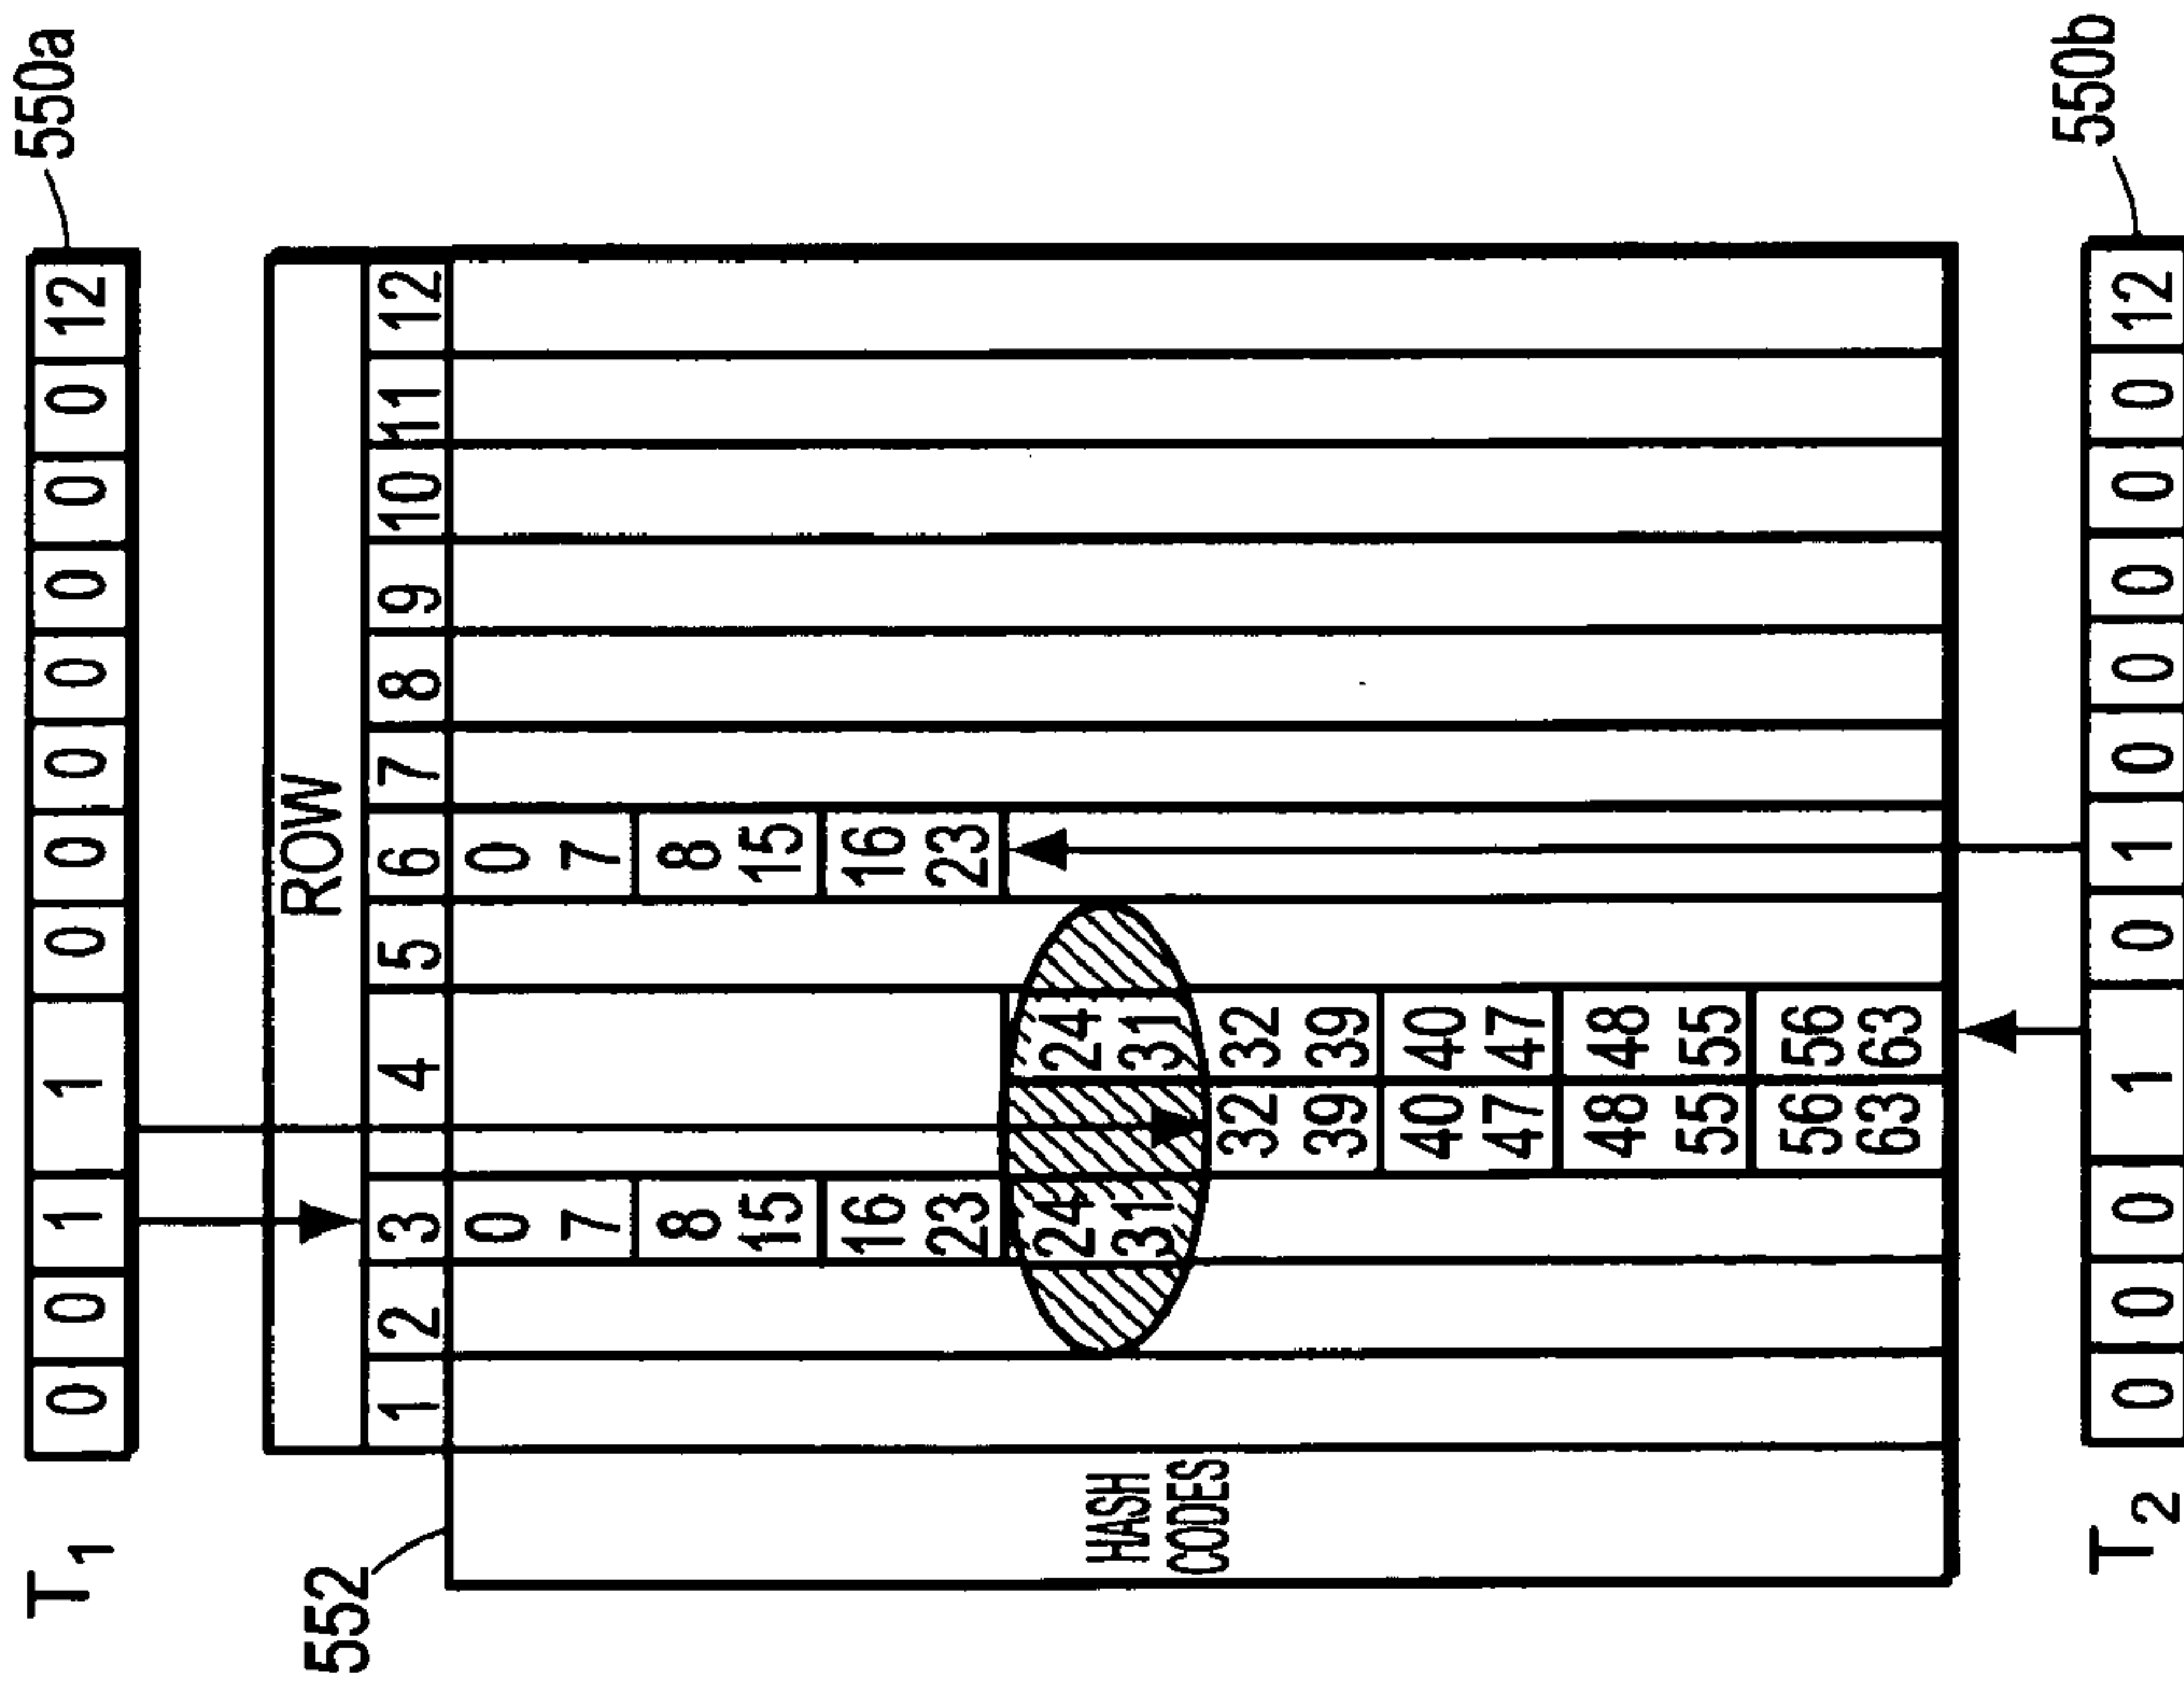 T1 0 0 1 1 0 0 0 0 0 0 0 12 550a
552 ROW
1 2 3 4 5 6 7 8 9 10 11 12
0 0
7 7
8 8
15 15
16 16
23 23
24 24
HASH 31 31
CODES 32 32
39 39
40 40
47 47
48 48
55 55
56 56
63 63
T2 0 0 0 1 0 1 0 0 0 0 0 12 550b